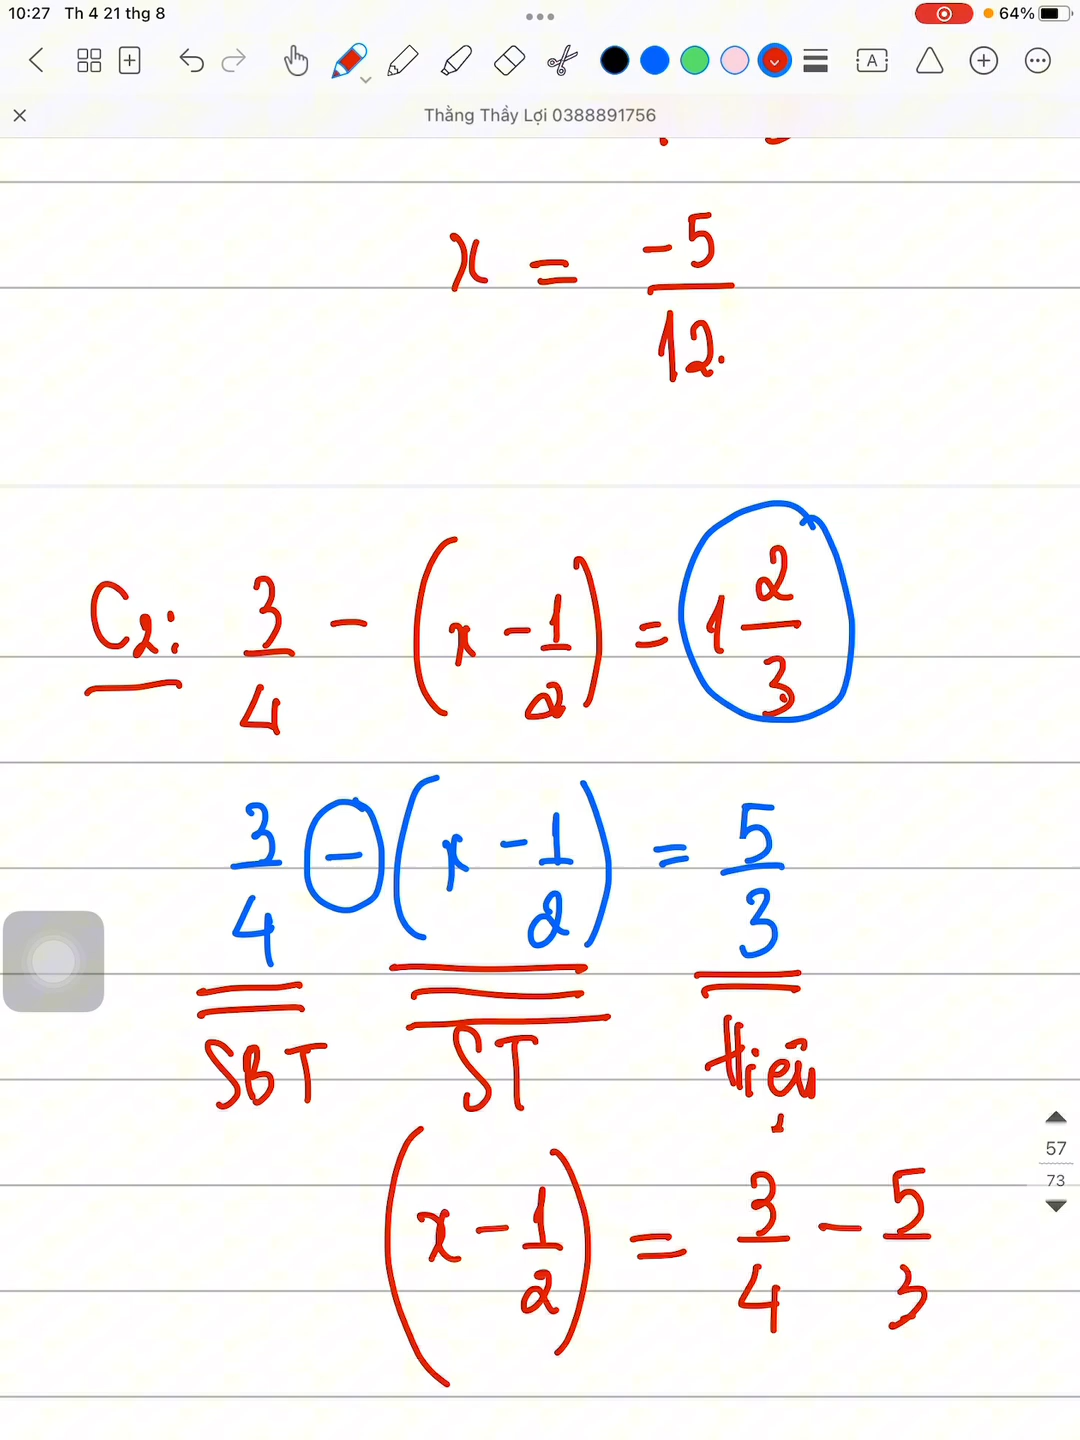 10:27 Th 4 21 thg 8 64%
A
Thằng Thầy Lợi 0388891756
x = -5/12.
C2: 3/4 - (x - 1/2) = 1 2/3
3/4 - (x - 1/2) = 5/3
SBT ST Hiệu
(x - 1/2) = 3/4 - 5/3
57
73